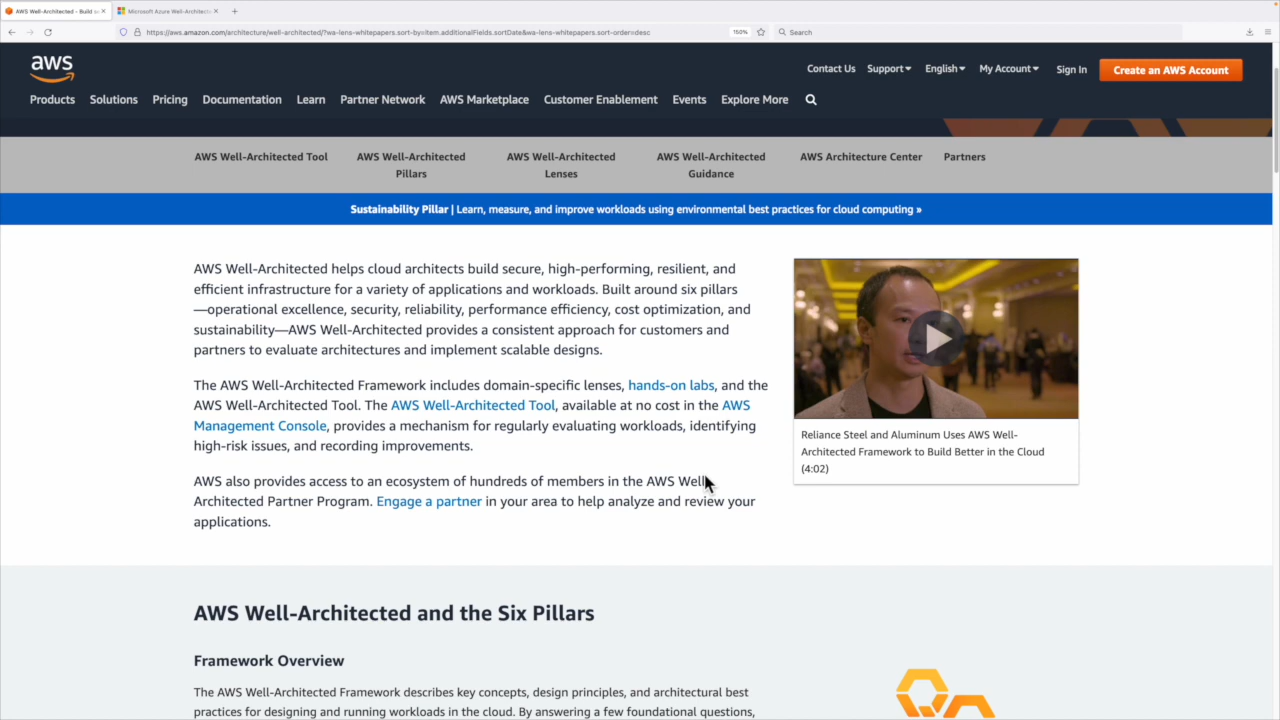 AWS Well-Architected - Build se
Microsoft Azure Well-Architectu
https://aws.amazon.com/architecture/well-architected/?wa-lens-whitepapers.sort-by=item.additionalFields.sortDate&wa-lens-whitepapers.sort-order=desc
150%
Search
aws
Contact Us Support English My Account Sign In Create an AWS Account
Products Solutions Pricing Documentation Learn Partner Network AWS Marketplace Customer Enablement Events Explore More
AWS Well-Architected Tool
AWS Well-Architected
Pillars
AWS Well-Architected
Lenses
AWS Well-Architected
Guidance
AWS Architecture Center
Partners
Sustainability Pillar | Learn, measure, and improve workloads using environmental best practices for cloud computing »
AWS Well-Architected helps cloud architects build secure, high-performing, resilient, and
efficient infrastructure for a variety of applications and workloads. Built around six pillars
—operational excellence, security, reliability, performance efficiency, cost optimization, and
sustainability—AWS Well-Architected provides a consistent approach for customers and
partners to evaluate architectures and implement scalable designs.
The AWS Well-Architected Framework includes domain-specific lenses, hands-on labs, and the
AWS Well-Architected Tool. The AWS Well-Architected Tool, available at no cost in the AWS
Management Console, provides a mechanism for regularly evaluating workloads, identifying
high-risk issues, and recording improvements.
AWS also provides access to an ecosystem of hundreds of members in the AWS Well-
Architected Partner Program. Engage a partner in your area to help analyze and review your
applications.
Reliance Steel and Aluminum Uses AWS Well-
Architected Framework to Build Better in the Cloud
(4:02)
AWS Well-Architected and the Six Pillars
Framework Overview
The AWS Well-Architected Framework describes key concepts, design principles, and architectural best
practices for designing and running workloads in the cloud. By answering a few foundational questions,